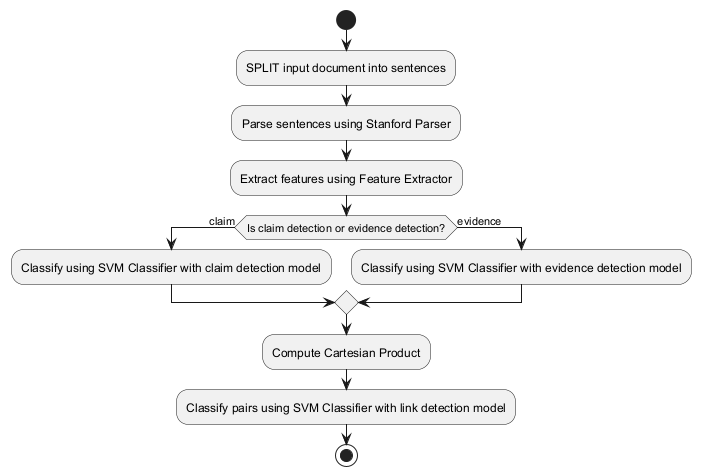 SPLIT input document into sentences
Parse sentences using Stanford Parser
Extract features using Feature Extractor
claim
Is claim detection or evidence detection?
evidence
Classify using SVM Classifier with claim detection model
Classify using SVM Classifier with evidence detection model
Compute Cartesian Product
Classify pairs using SVM Classifier with link detection model